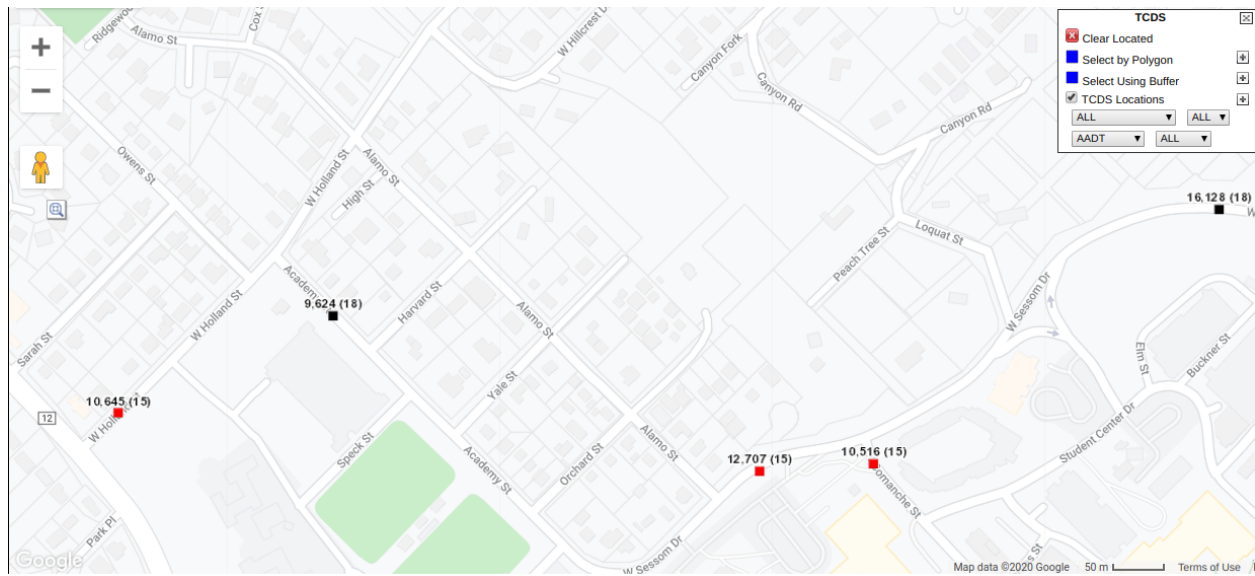 TCDS
Clear Located
Select by Polygon
Select Using Buffer
TCDS Locations
ALL ALL
AADT ALL
Alamo St
W Hillcrest
Canyon Fork
Canyon Rd
Canyon Rd
Owens St
W Holland St
Alamo St
High St
16,128 (18)
W
Loquat St
Peach Tree St
Academy
9,624 (18)
W Holland St
Harvard St
Alamo St
W Sessom Dr
Sarah St
Elm St
Buckner St
Yale St
10,645 (15)
12
Speck St
Alamo St
Student Center Dr
Academy St
Orchard St
12,707 (15)
10,516 (15)
Comanche St
Park Pl
W Sessom Dr
Google
Map data ©2020 Google 50 m Terms of Use